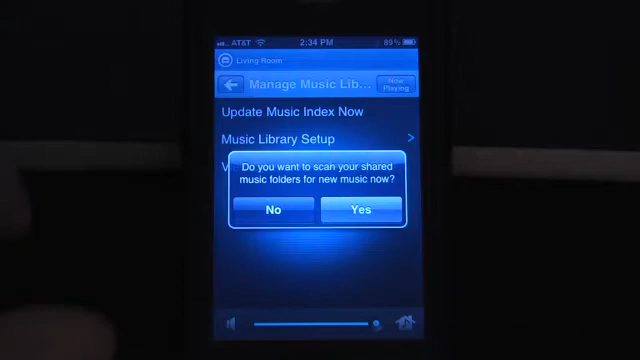 AT&T 2:34 PM 89%
Living Room
Manage Music Lib... Now Playing
Update Music Index Now
Music Library Setup >
Do you want to scan your shared
music folders for new music now?
No Yes